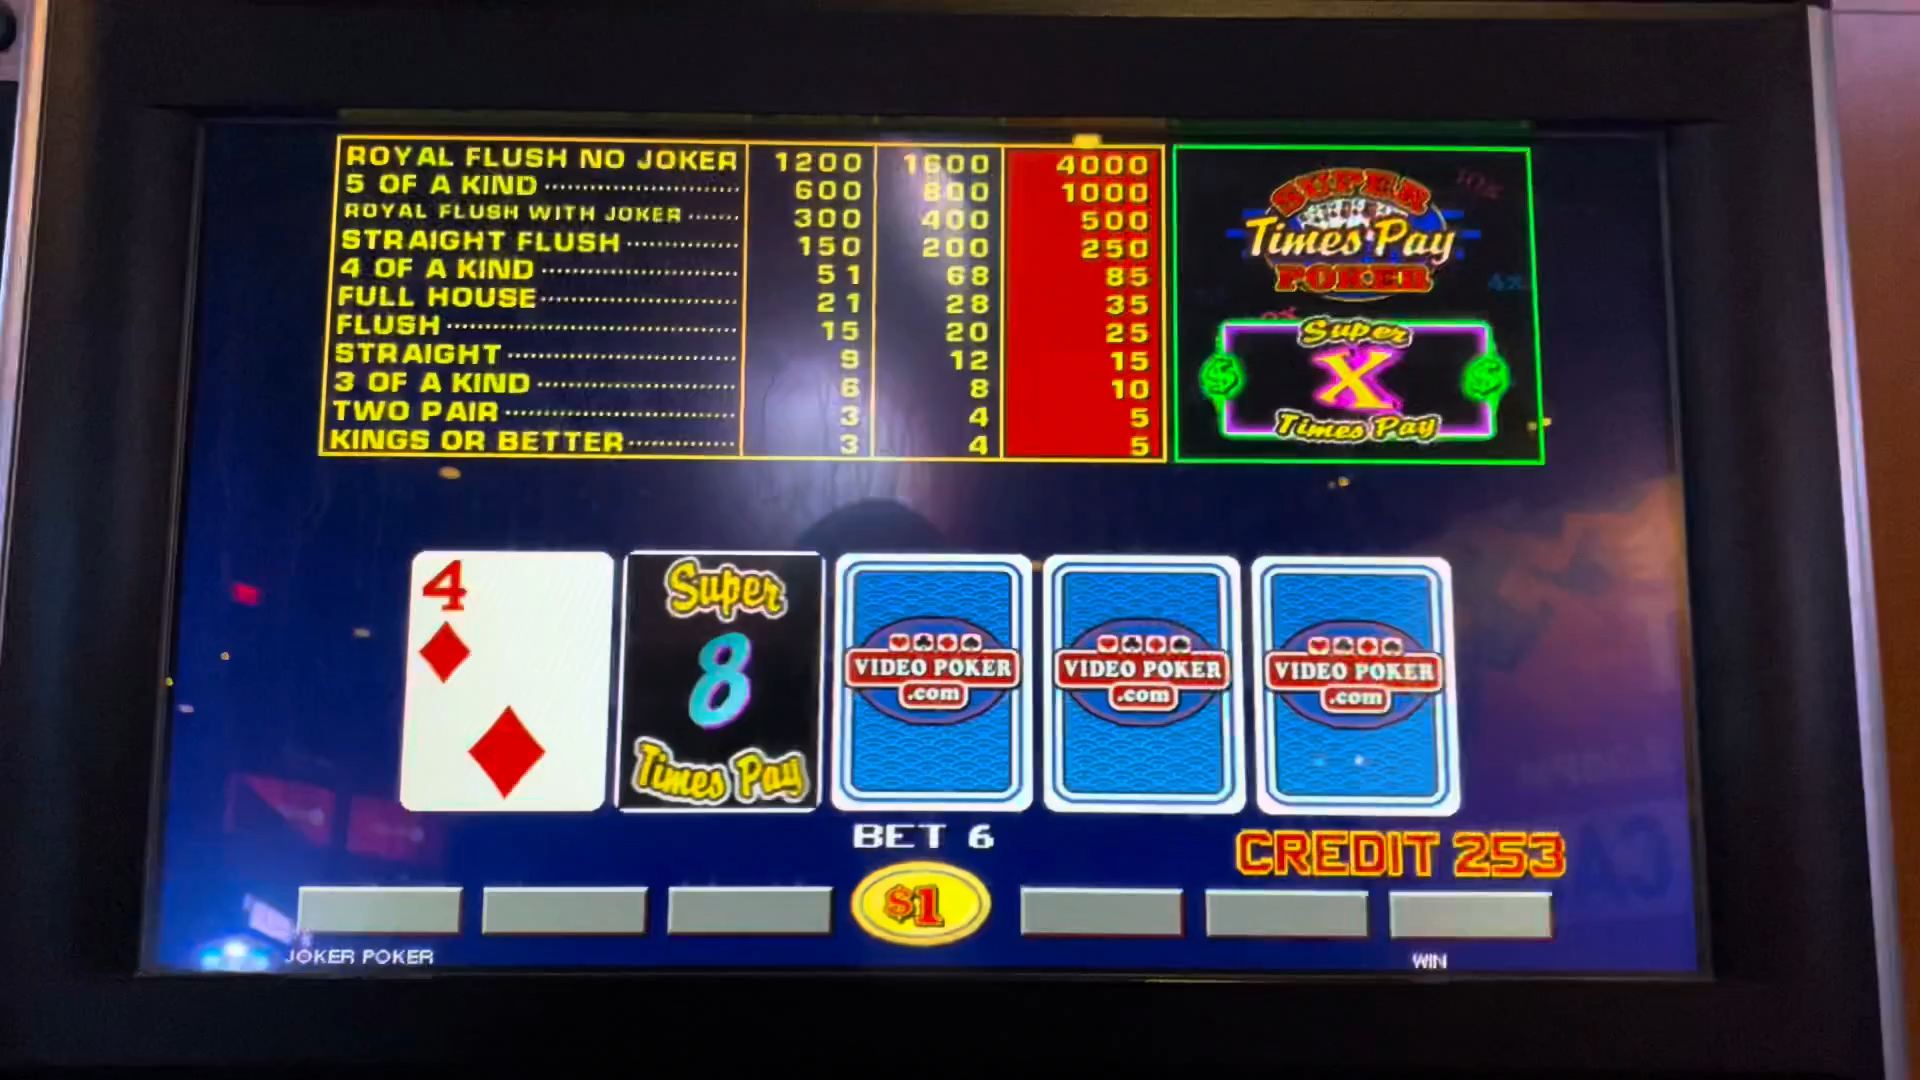 ROYAL FLUSH NO JOKER 1200 1600 4000
5 OF A KIND 600 800 1000
ROYAL FLUSH WITH JOKER 300 400 500
STRAIGHT FLUSH 150 200 250
4 OF A KIND 51 68 85
FULL HOUSE 21 28 35
FLUSH 15 20 25
STRAIGHT 9 12 15
3 OF A KIND 6 8 10
TWO PAIR 3 4 5
KINGS OR BETTER 3 4 5
SUPER
10X
Times Pay
POKER
4X
Super
$ X $
Times Pay
4
Super
8
Times Pay
VIDEO POKER
.com
VIDEO POKER
.com
VIDEO POKER
.com
BET 6
CREDIT 253
$1
JOKER POKER
WIN